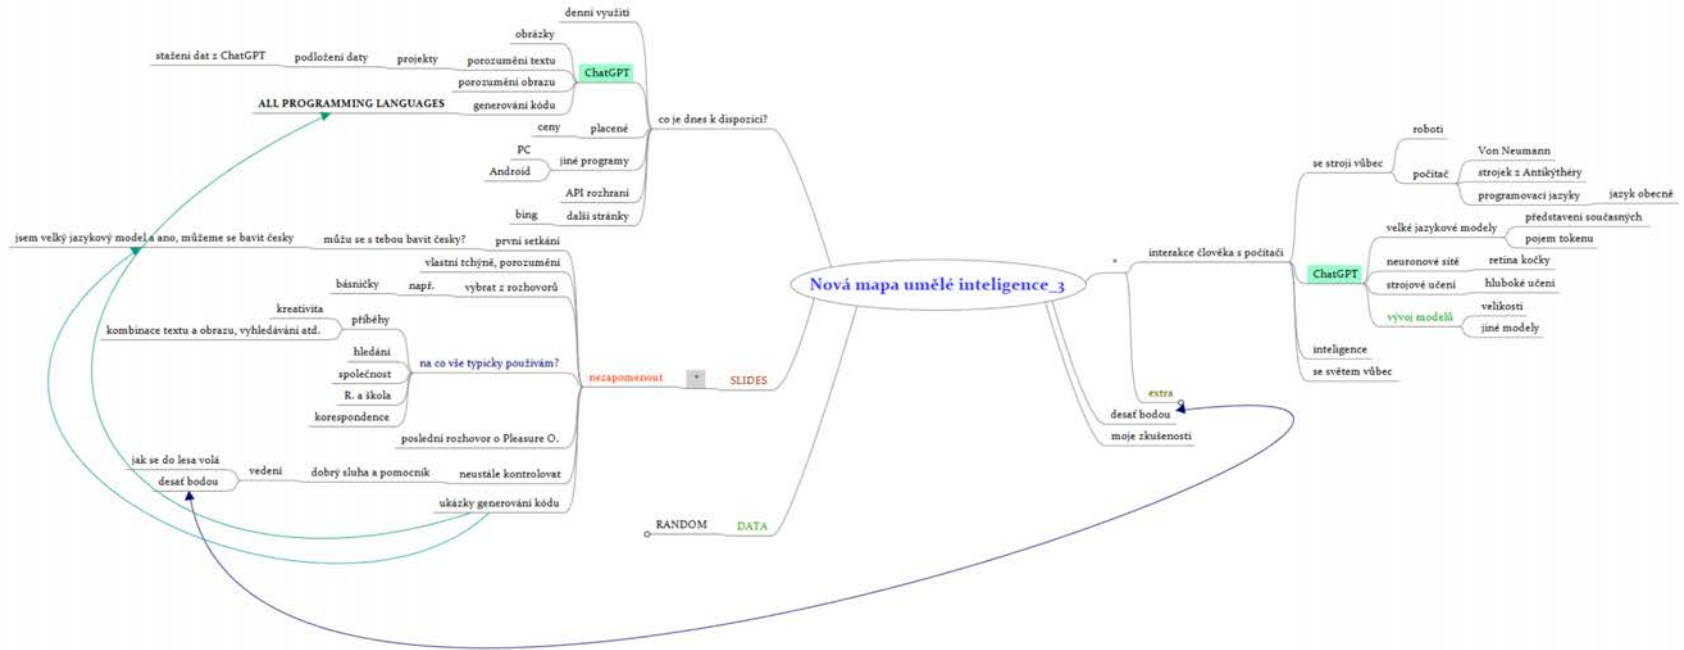 denní využití
obrázky
stažení dat z ChatGPT
podložení daty
projekty
porozumění textu
porozumění obrazu
ChatGPT
ALL PROGRAMMING LANGUAGES
generování kódu
co je dnes k dispozici?
ceny
placené
PC
Android
jiné programy
API rozhraní
bing
další stránky
jsem velký jazykový model a ano, můžeme se bavit česky
můžu se s tebou bavit česky?
první setkání
vlastní tchýně, porozumění
básničky
např.
vybrat z rozhovorů
kreativita
kombinace textu a obrazu, vyhledávání atd.
příběhy
hledání
společnost
R. a škola
korespondence
na co vše typicky používám?
nezapomenout
*
SLIDES
poslední rozhovor o Pleasure O.
jak se do lesa volá
desať bodou
vedení
dobrý sluha a pomocník
neustále kontrolovat
ukázky generování kódu
RANDOM
DATA
Nová mapa umělé inteligence_3
*
interakce člověka s počítači
se stroji vůbec
roboti
počítač
Von Neumann
strojek z Antikýthéry
programovací jazyky
jazyk obecně
ChatGPT
velké jazykové modely
představení současných
pojem tokenu
neuronové sítě
retina kočky
strojové učení
hluboké učení
vývoj modelů
velikosti
jiné modely
inteligence
se světem vůbec
extra
desať bodou
moje zkušenosti